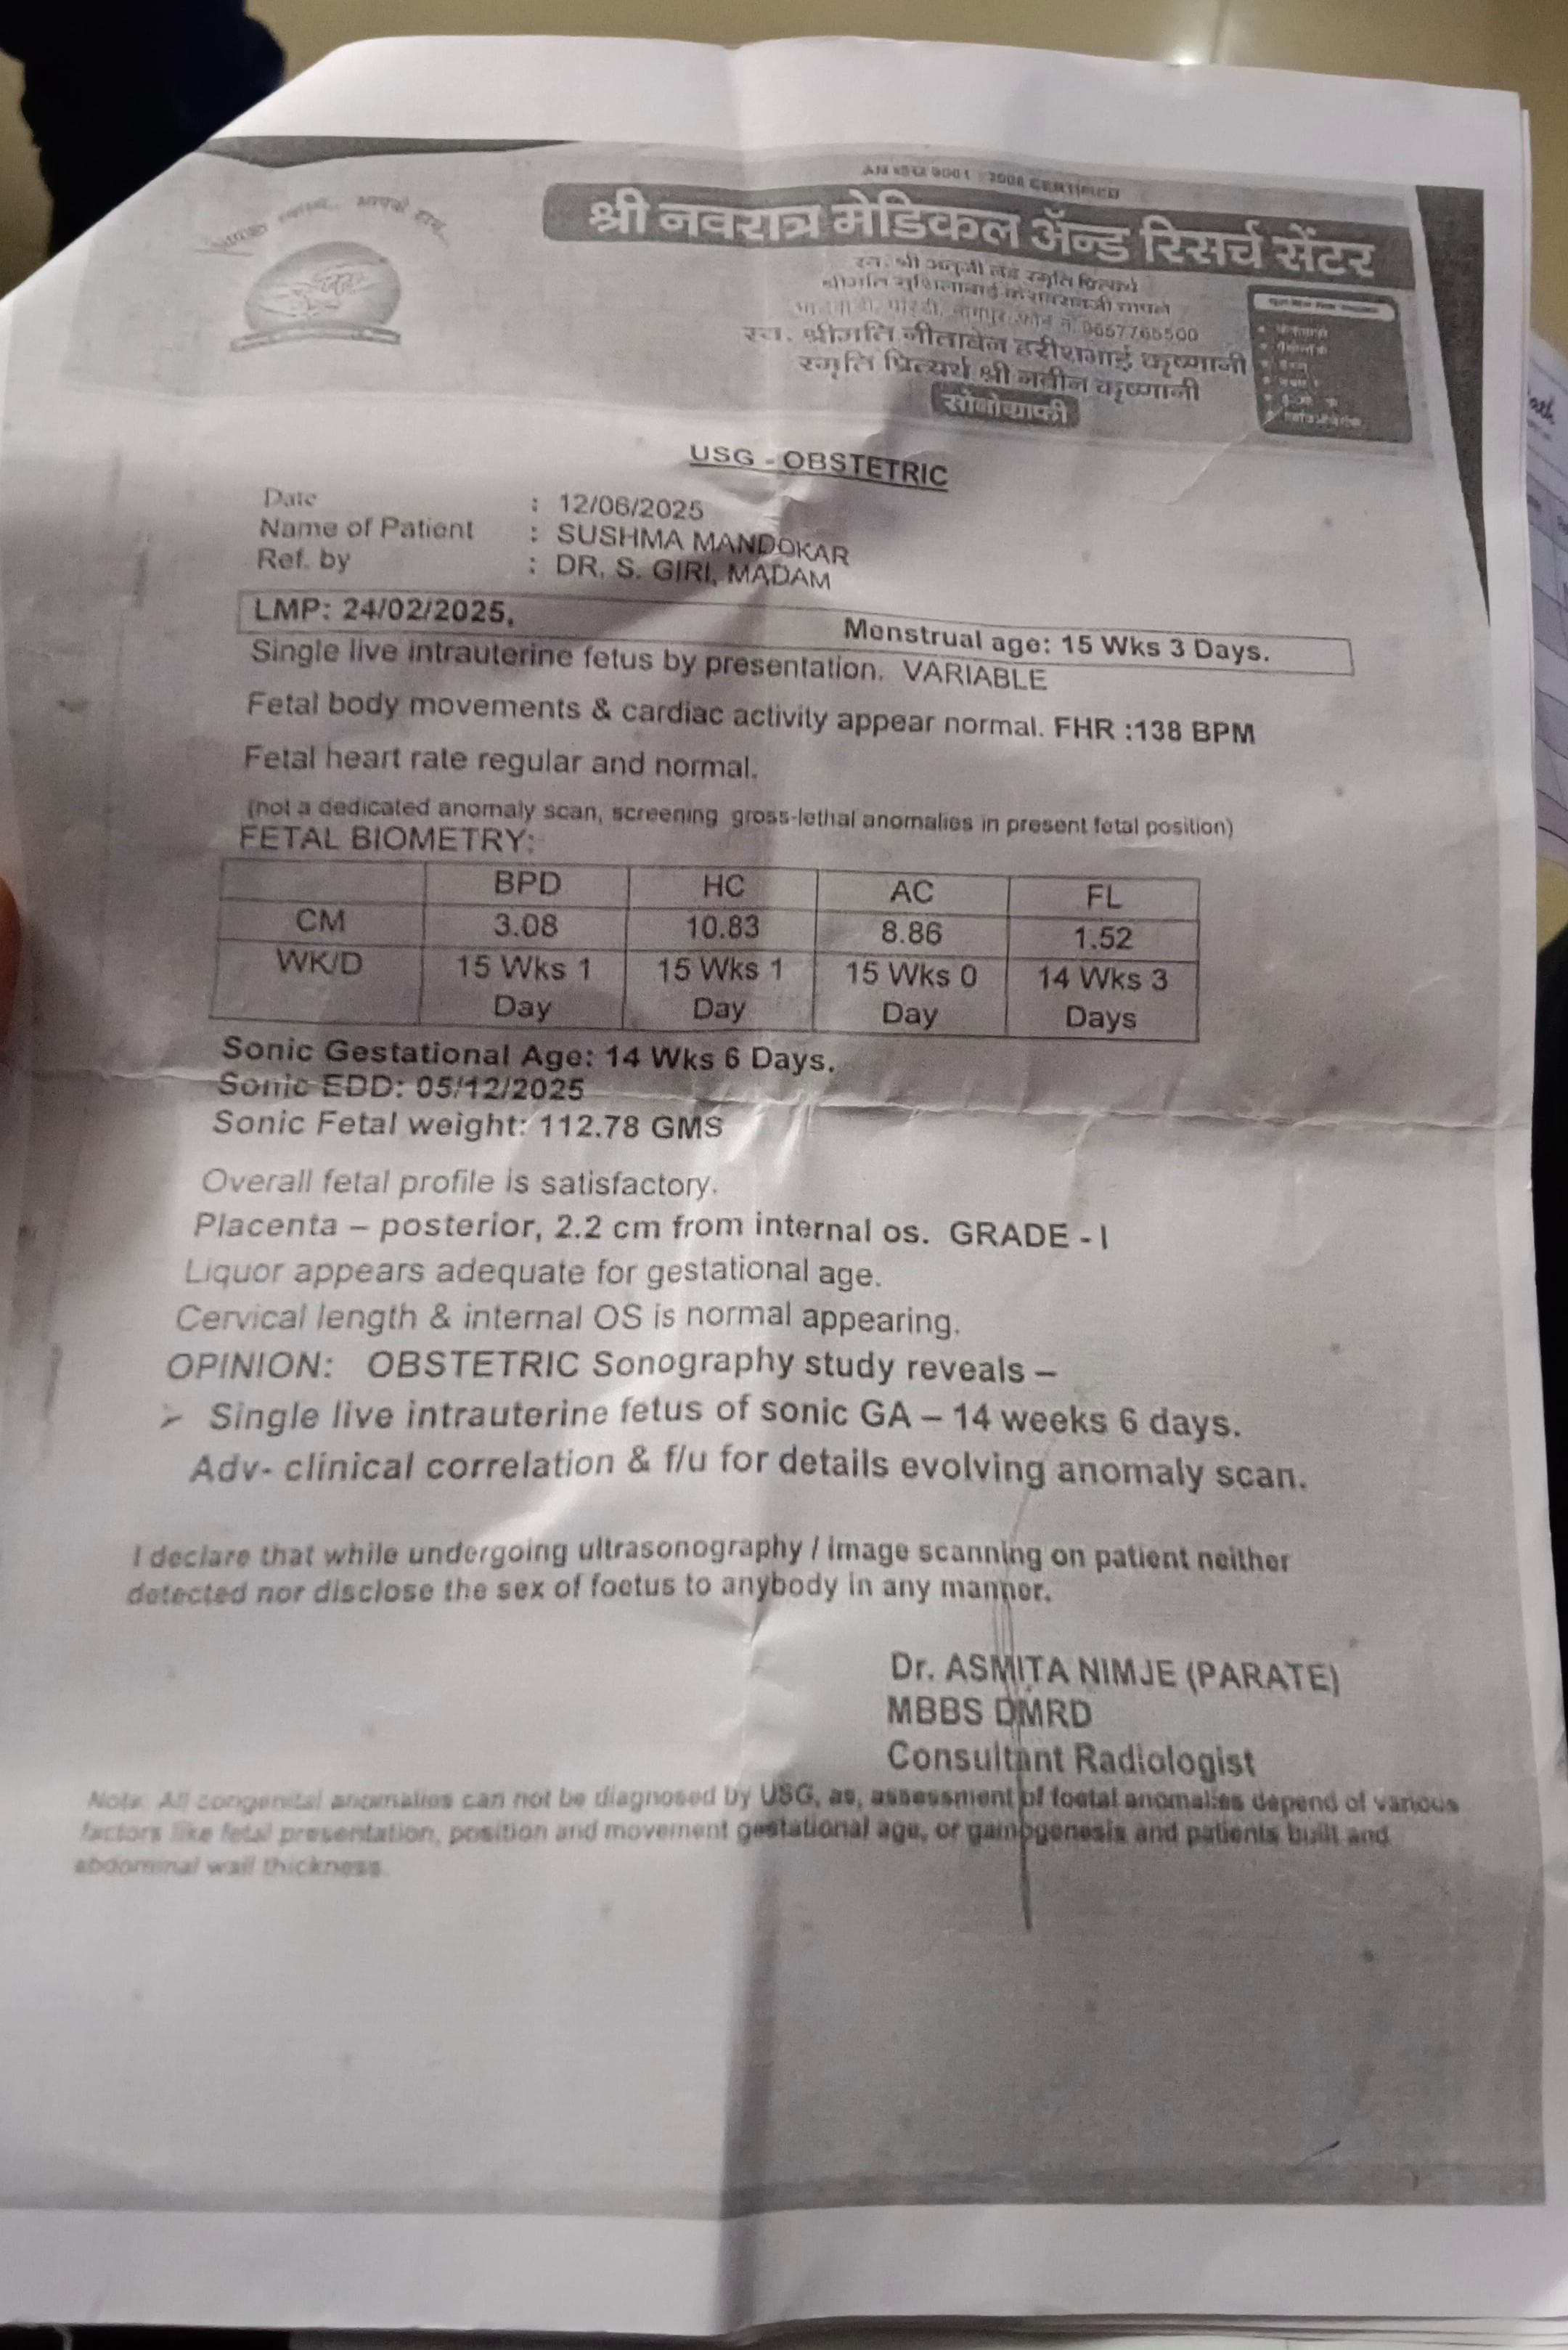 AN ISO 9001 : 2008 CERTIFIED
श्री नवरात्र मेडिकल ॲन्ड रिसर्च सेंटर
स्व. श्रीमति नीताबेन हरीशभाई कृष्णानी
स्मृति प्रित्यर्थ श्री नवीन कृष्णानी
सोनोग्राफी
USG - OBSTETRIC
Date : 12/06/2025
Name of Patient : SUSHMA MANDOKAR
Ref. by : DR. S. GIRI, MADAM
LMP: 24/02/2025, Menstrual age: 15 Wks 3 Days.
Single live intrauterine fetus by presentation. VARIABLE
Fetal body movements & cardiac activity appear normal. FHR :138 BPM
Fetal heart rate regular and normal.
(not a dedicated anomaly scan, screening gross-lethal anomalies in present fetal position)
FETAL BIOMETRY:
BPD HC AC FL
CM 3.08 10.83 8.86 1.52
WK/D 15 Wks 1 Day 15 Wks 1 Day 15 Wks 0 Day 14 Wks 3 Days
Sonic Gestational Age: 14 Wks 6 Days.
Sonic EDD: 05/12/2025
Sonic Fetal weight: 112.78 GMS
Overall fetal profile is satisfactory.
Placenta – posterior, 2.2 cm from internal os. GRADE - I
Liquor appears adequate for gestational age.
Cervical length & internal OS is normal appearing.
OPINION: OBSTETRIC Sonography study reveals –
➢ Single live intrauterine fetus of sonic GA – 14 weeks 6 days.
Adv- clinical correlation & f/u for details evolving anomaly scan.
I declare that while undergoing ultrasonography / image scanning on patient neither
detected nor disclose the sex of foetus to anybody in any manner.
Dr. ASMITA NIMJE (PARATE)
MBBS DMRD
Consultant Radiologist
Note: All congenital anomalies can not be diagnosed by USG, as, assessment of foetal anomalies depend of various
factors like fetal presentation, position and movement gestational age, or gamogenesis and patients built and
abdominal wall thickness.